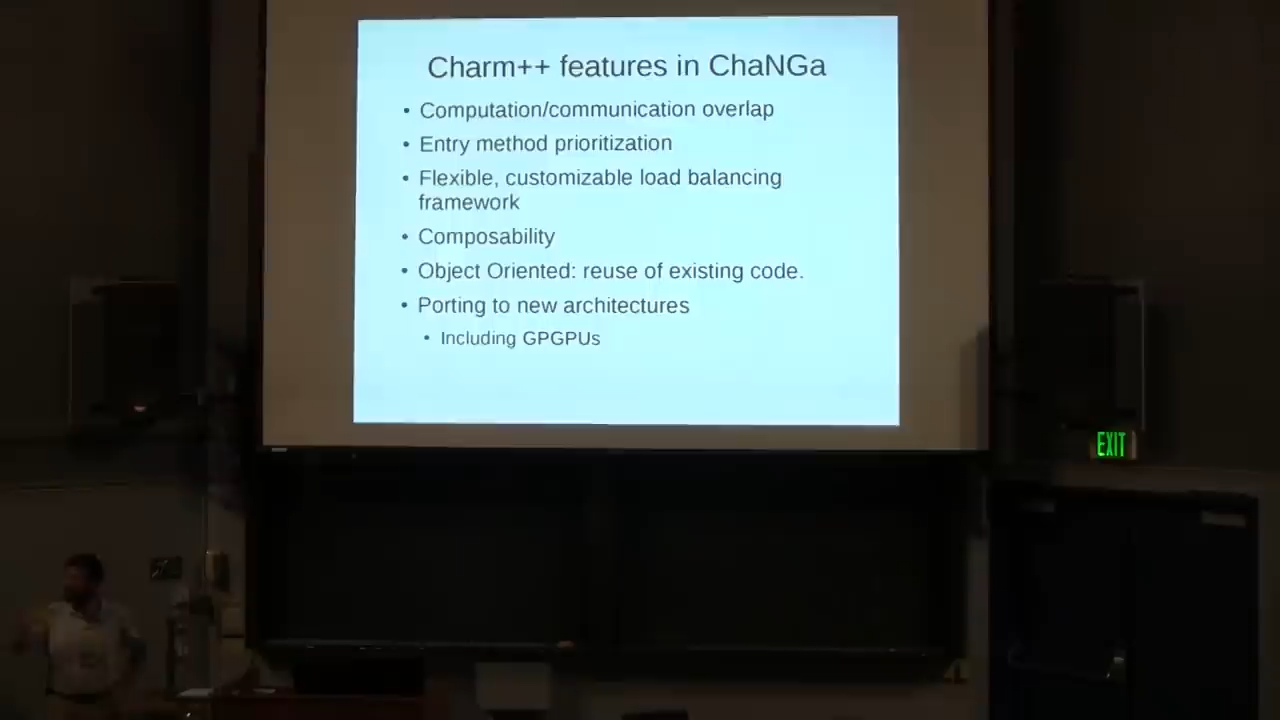 Charm++ features in ChaNGa
• Computation/communication overlap
• Entry method prioritization
• Flexible, customizable load balancing
framework
• Composability
• Object Oriented: reuse of existing code.
• Porting to new architectures
• Including GPGPUs
EXIT